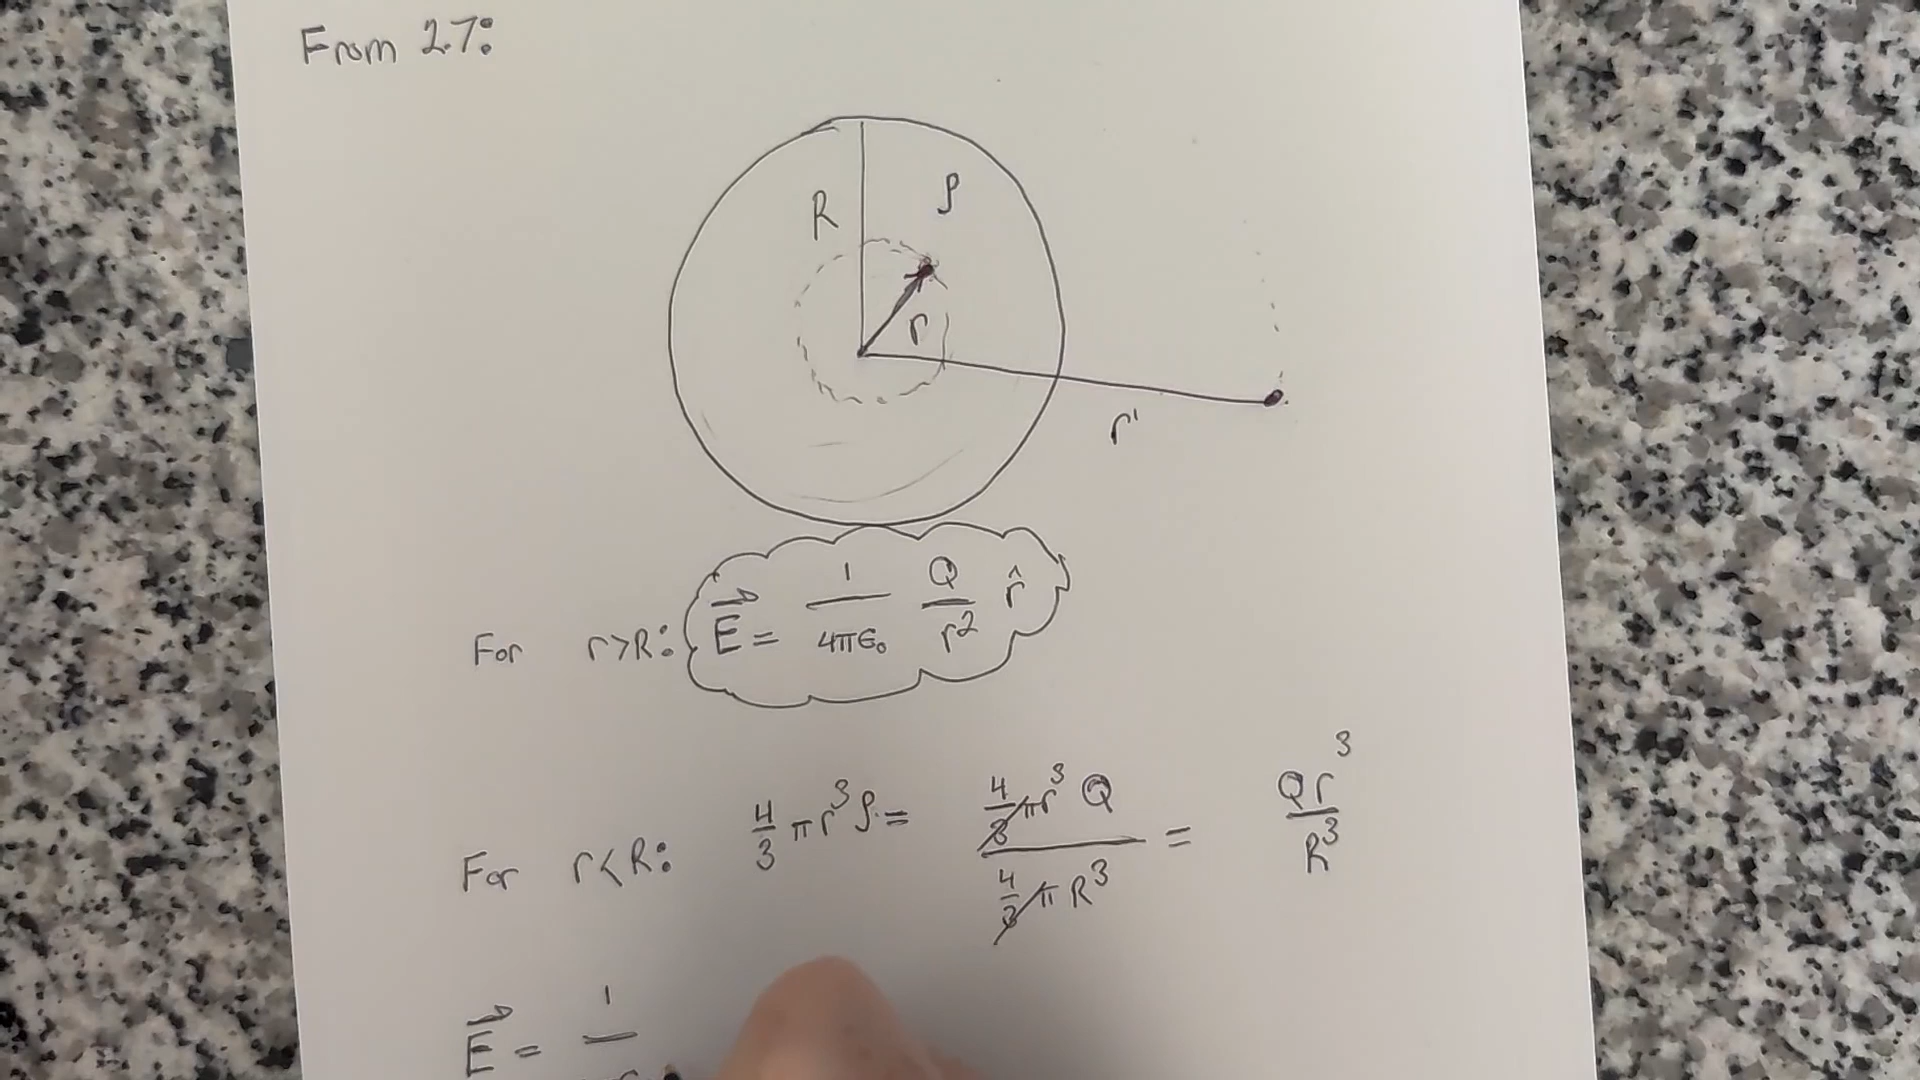 From 2.7:
R
ρ
r
r'
For r>R: E⃗ = 1/4πϵ₀ Q/r² r̂
For r<R: 4/3 πr³ρ = 4/3 πr³ Q / 4/3 π R³ = Qr³/R³
E⃗ = 1